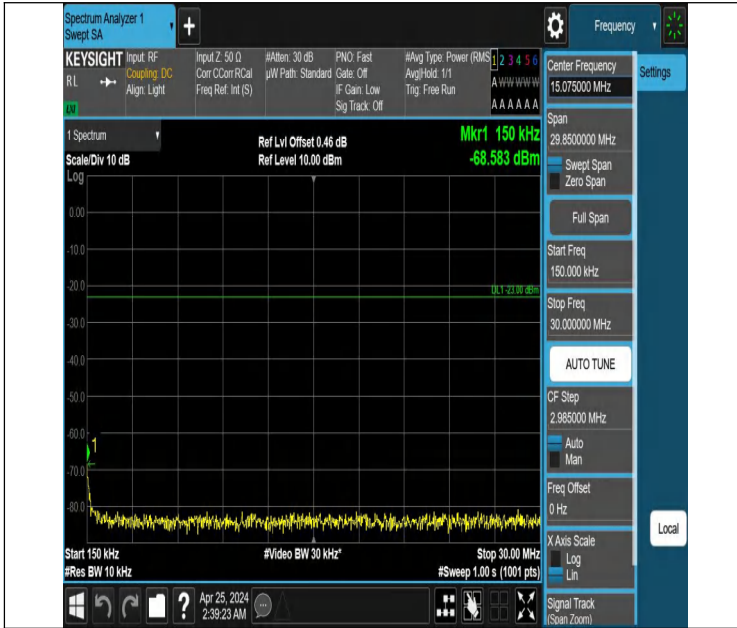 Spectrum Analyzer 1
Swept SA
+
Frequency
KEYSIGHT
RL
Input: RF
Coupling: DC
Align: Light
Input Z: 50 Ω
Corr CCorr RCal
Freq Ref: Int (S)
#Atten: 30 dB
µW Path: Standard
PNO: Fast
Gate: Off
IF Gain: Low
Sig Track: Off
#Avg Type: Power (RMS
Avg|Hold: 1/1
Trig: Free Run
1 2 3 4 5 6
A W W W W W
A A A A A A
1 Spectrum
Scale/Div 10 dB
Log
Ref Lvl Offset 0.46 dB
Ref Level 10.00 dBm
Mkr1 150 kHz
-68.583 dBm
0.00
-10.0
-20.0
DL1 -23.00 dBm
-30.0
-40.0
-50.0
-60.0
1
-70.0
-80.0
Start 150 kHz
#Res BW 10 kHz
#Video BW 30 kHz*
Stop 30.00 MHz
#Sweep 1.00 s (1001 pts)
Center Frequency
15.075000 MHz
Settings
Span
29.8500000 MHz
Swept Span
Zero Span
Full Span
Start Freq
150.000 kHz
Stop Freq
30.000000 MHz
AUTO TUNE
CF Step
2.985000 MHz
Auto
Man
Freq Offset
0 Hz
X Axis Scale
Log
Lin
Local
Signal Track
(Span Zoom)
?
Apr 25, 2024
2:39:23 AM